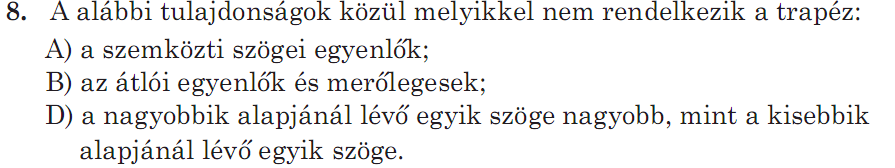 8. A alábbi tulajdonságok közül melyikkel nem rendelkezik a trapéz:
A) a szemközti szögei egyenlők;
B) az átlói egyenlők és merőlegesek;
D) a nagyobbik alapjánál lévő egyik szöge nagyobb, mint a kisebbik
alapjánál lévő egyik szöge.